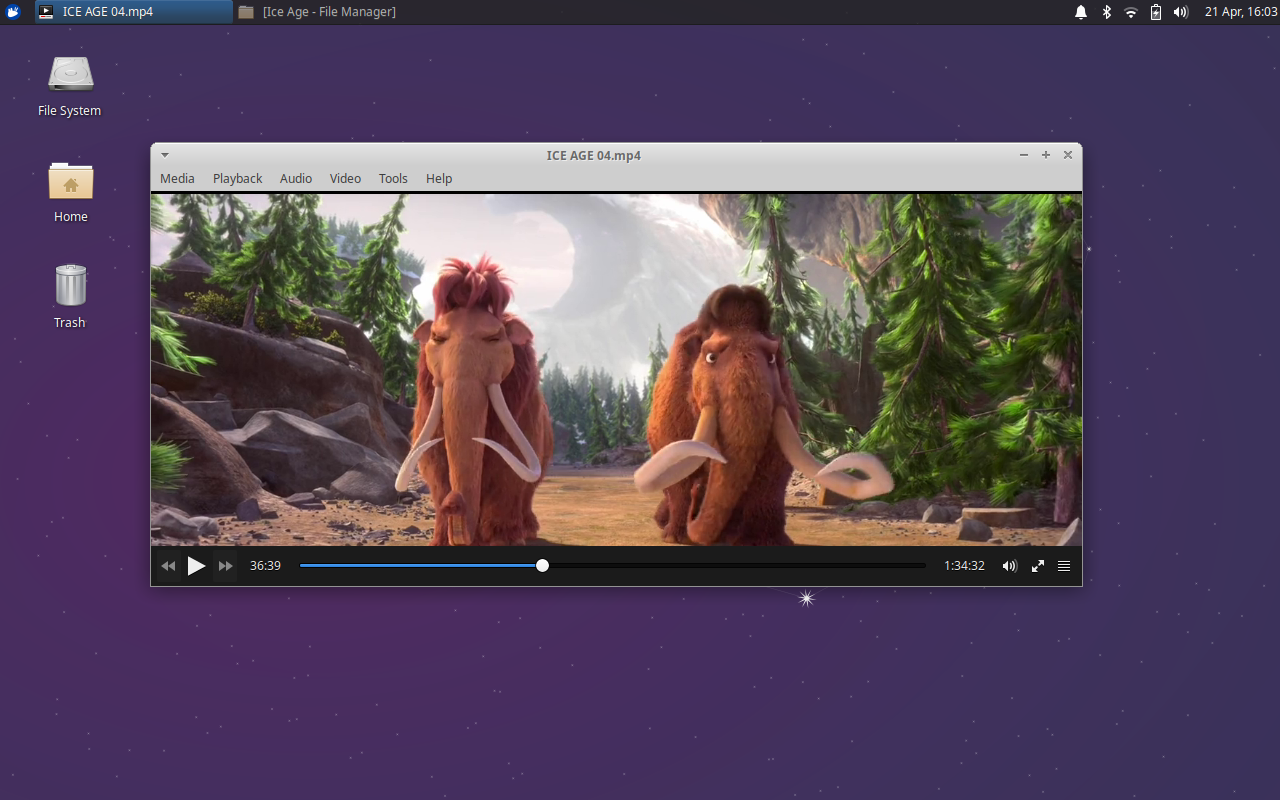 ICE AGE 04.mp4
[Ice Age - File Manager]
21 Apr, 16:03
File System
Home
Trash
ICE AGE 04.mp4
Media Playback Audio Video Tools Help
36:39
1:34:32